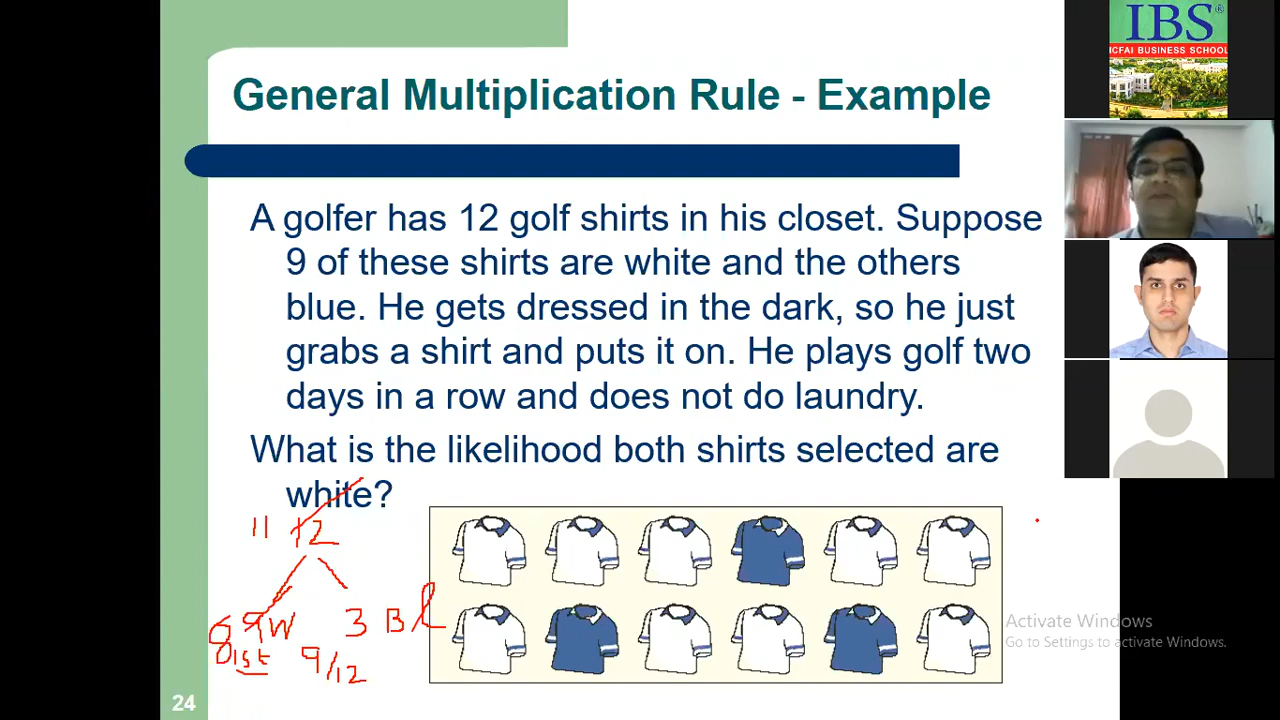 General Multiplication Rule - Example
A golfer has 12 golf shirts in his closet. Suppose
9 of these shirts are white and the others
blue. He gets dressed in the dark, so he just
grabs a shirt and puts it on. He plays golf two
days in a row and does not do laundry.
What is the likelihood both shirts selected are
white?
11 12
8 9W 3 Bl
1st 9/12
24
IBS®
ICFAI BUSINESS SCHOOL
Activate Windows
Go to Settings to activate Windows.